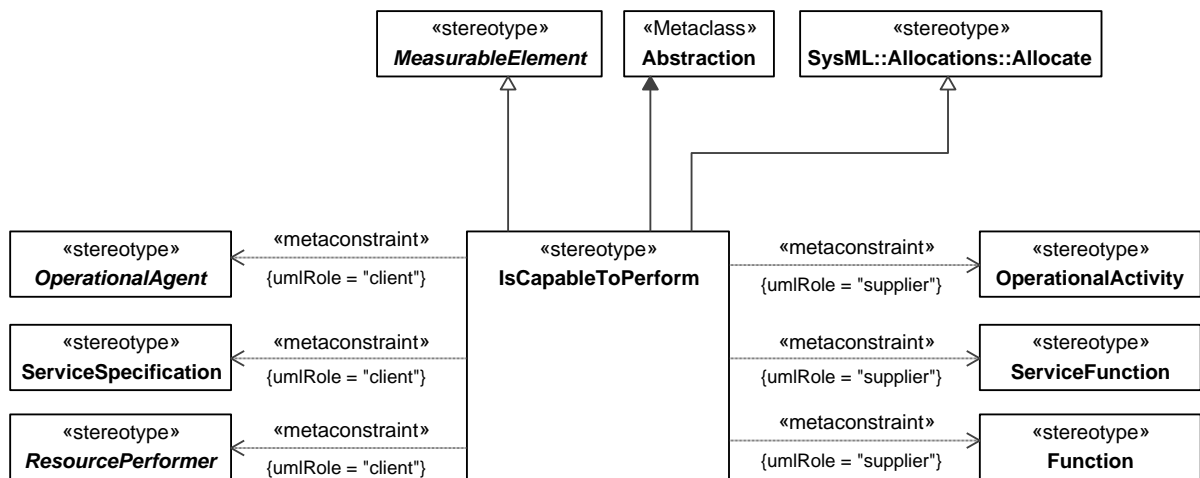 «stereotype»
MeasurableElement
«Metaclass»
Abstraction
«stereotype»
SysML::Allocations::Allocate
«stereotype»
OperationalAgent
«metaconstraint»
{umlRole = "client"}
«stereotype»
IsCapableToPerform
«metaconstraint»
{umlRole = "supplier"}
«stereotype»
OperationalActivity
«stereotype»
ServiceSpecification
«metaconstraint»
{umlRole = "client"}
«metaconstraint»
{umlRole = "supplier"}
«stereotype»
ServiceFunction
«stereotype»
ResourcePerformer
«metaconstraint»
{umlRole = "client"}
«metaconstraint»
{umlRole = "supplier"}
«stereotype»
Function